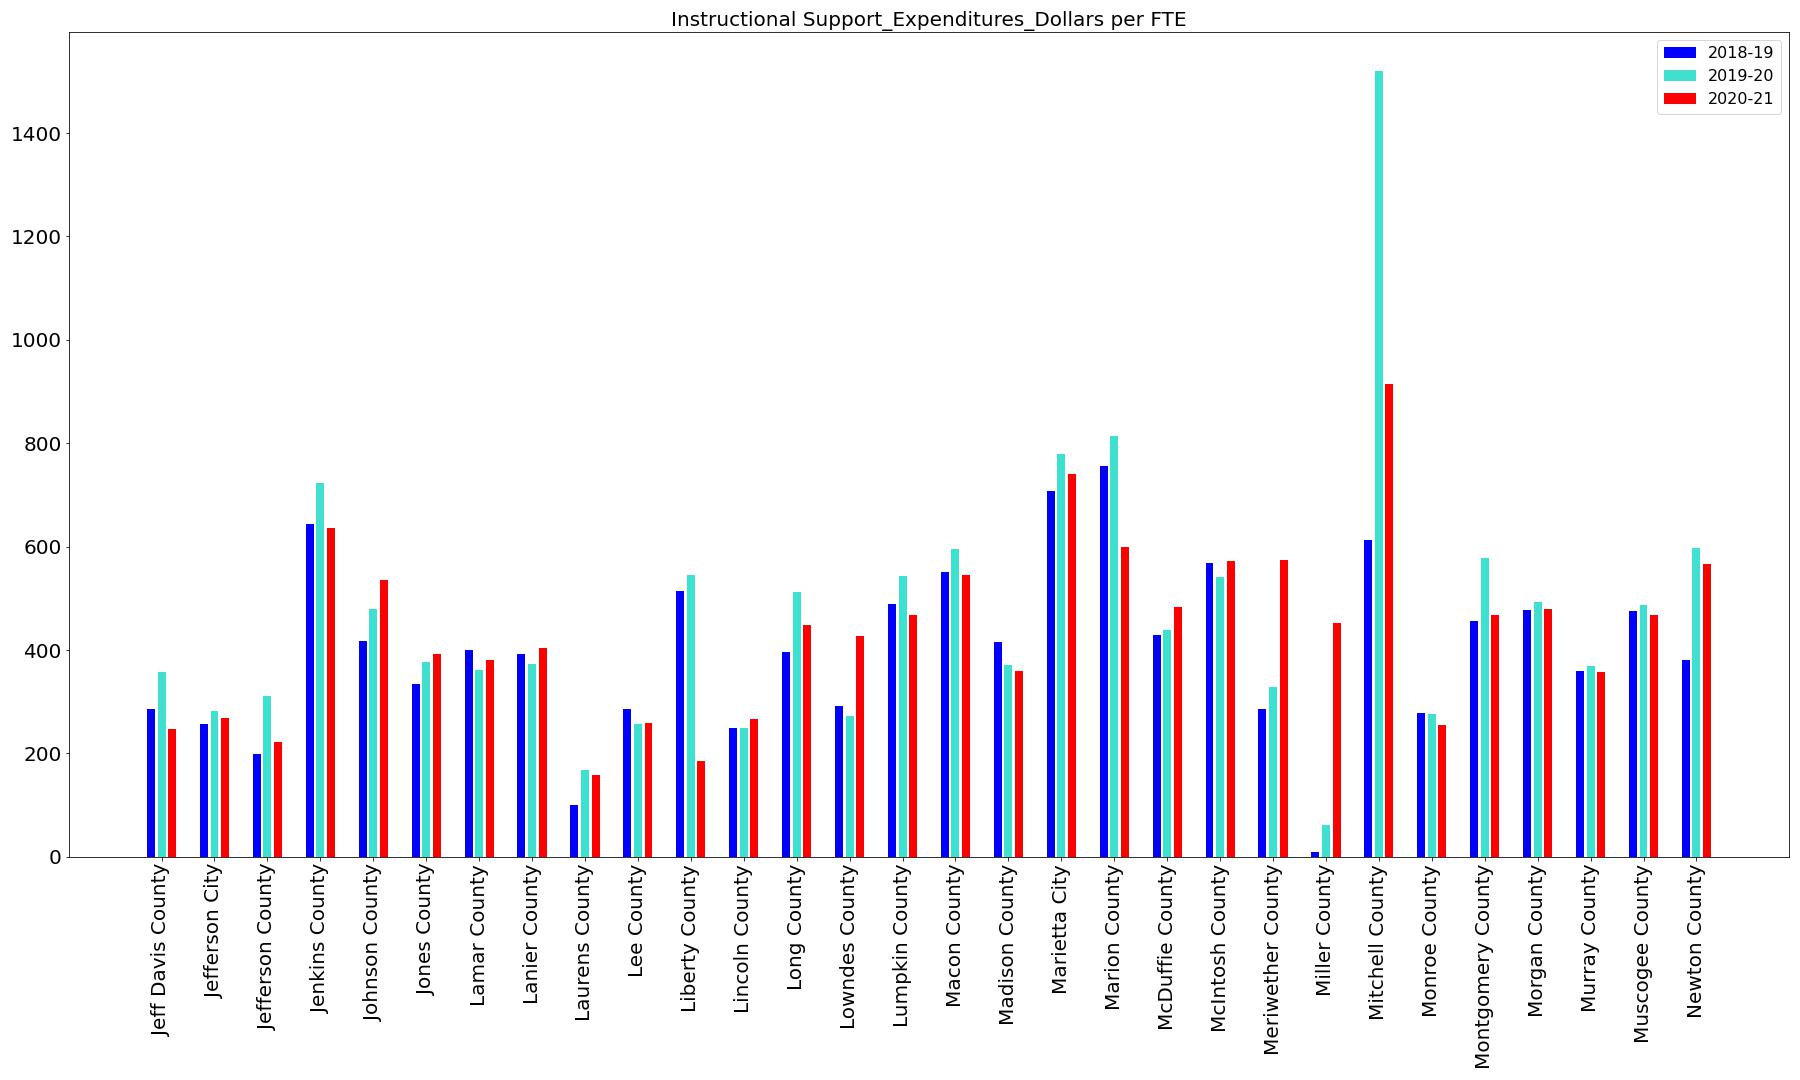 Instructional Support_Expenditures_Dollars per FTE
2018-19
2019-20
2020-21
1400
1200
1000
800
600
400
200
0
Jeff Davis County
Jefferson City
Jefferson County
Jenkins County
Johnson County
Jones County
Lamar County
Lanier County
Laurens County
Lee County
Liberty County
Lincoln County
Long County
Lowndes County
Lumpkin County
Macon County
Madison County
Marietta City
Marion County
McDuffie County
McIntosh County
Meriwether County
Miller County
Mitchell County
Monroe County
Montgomery County
Morgan County
Murray County
Muscogee County
Newton County